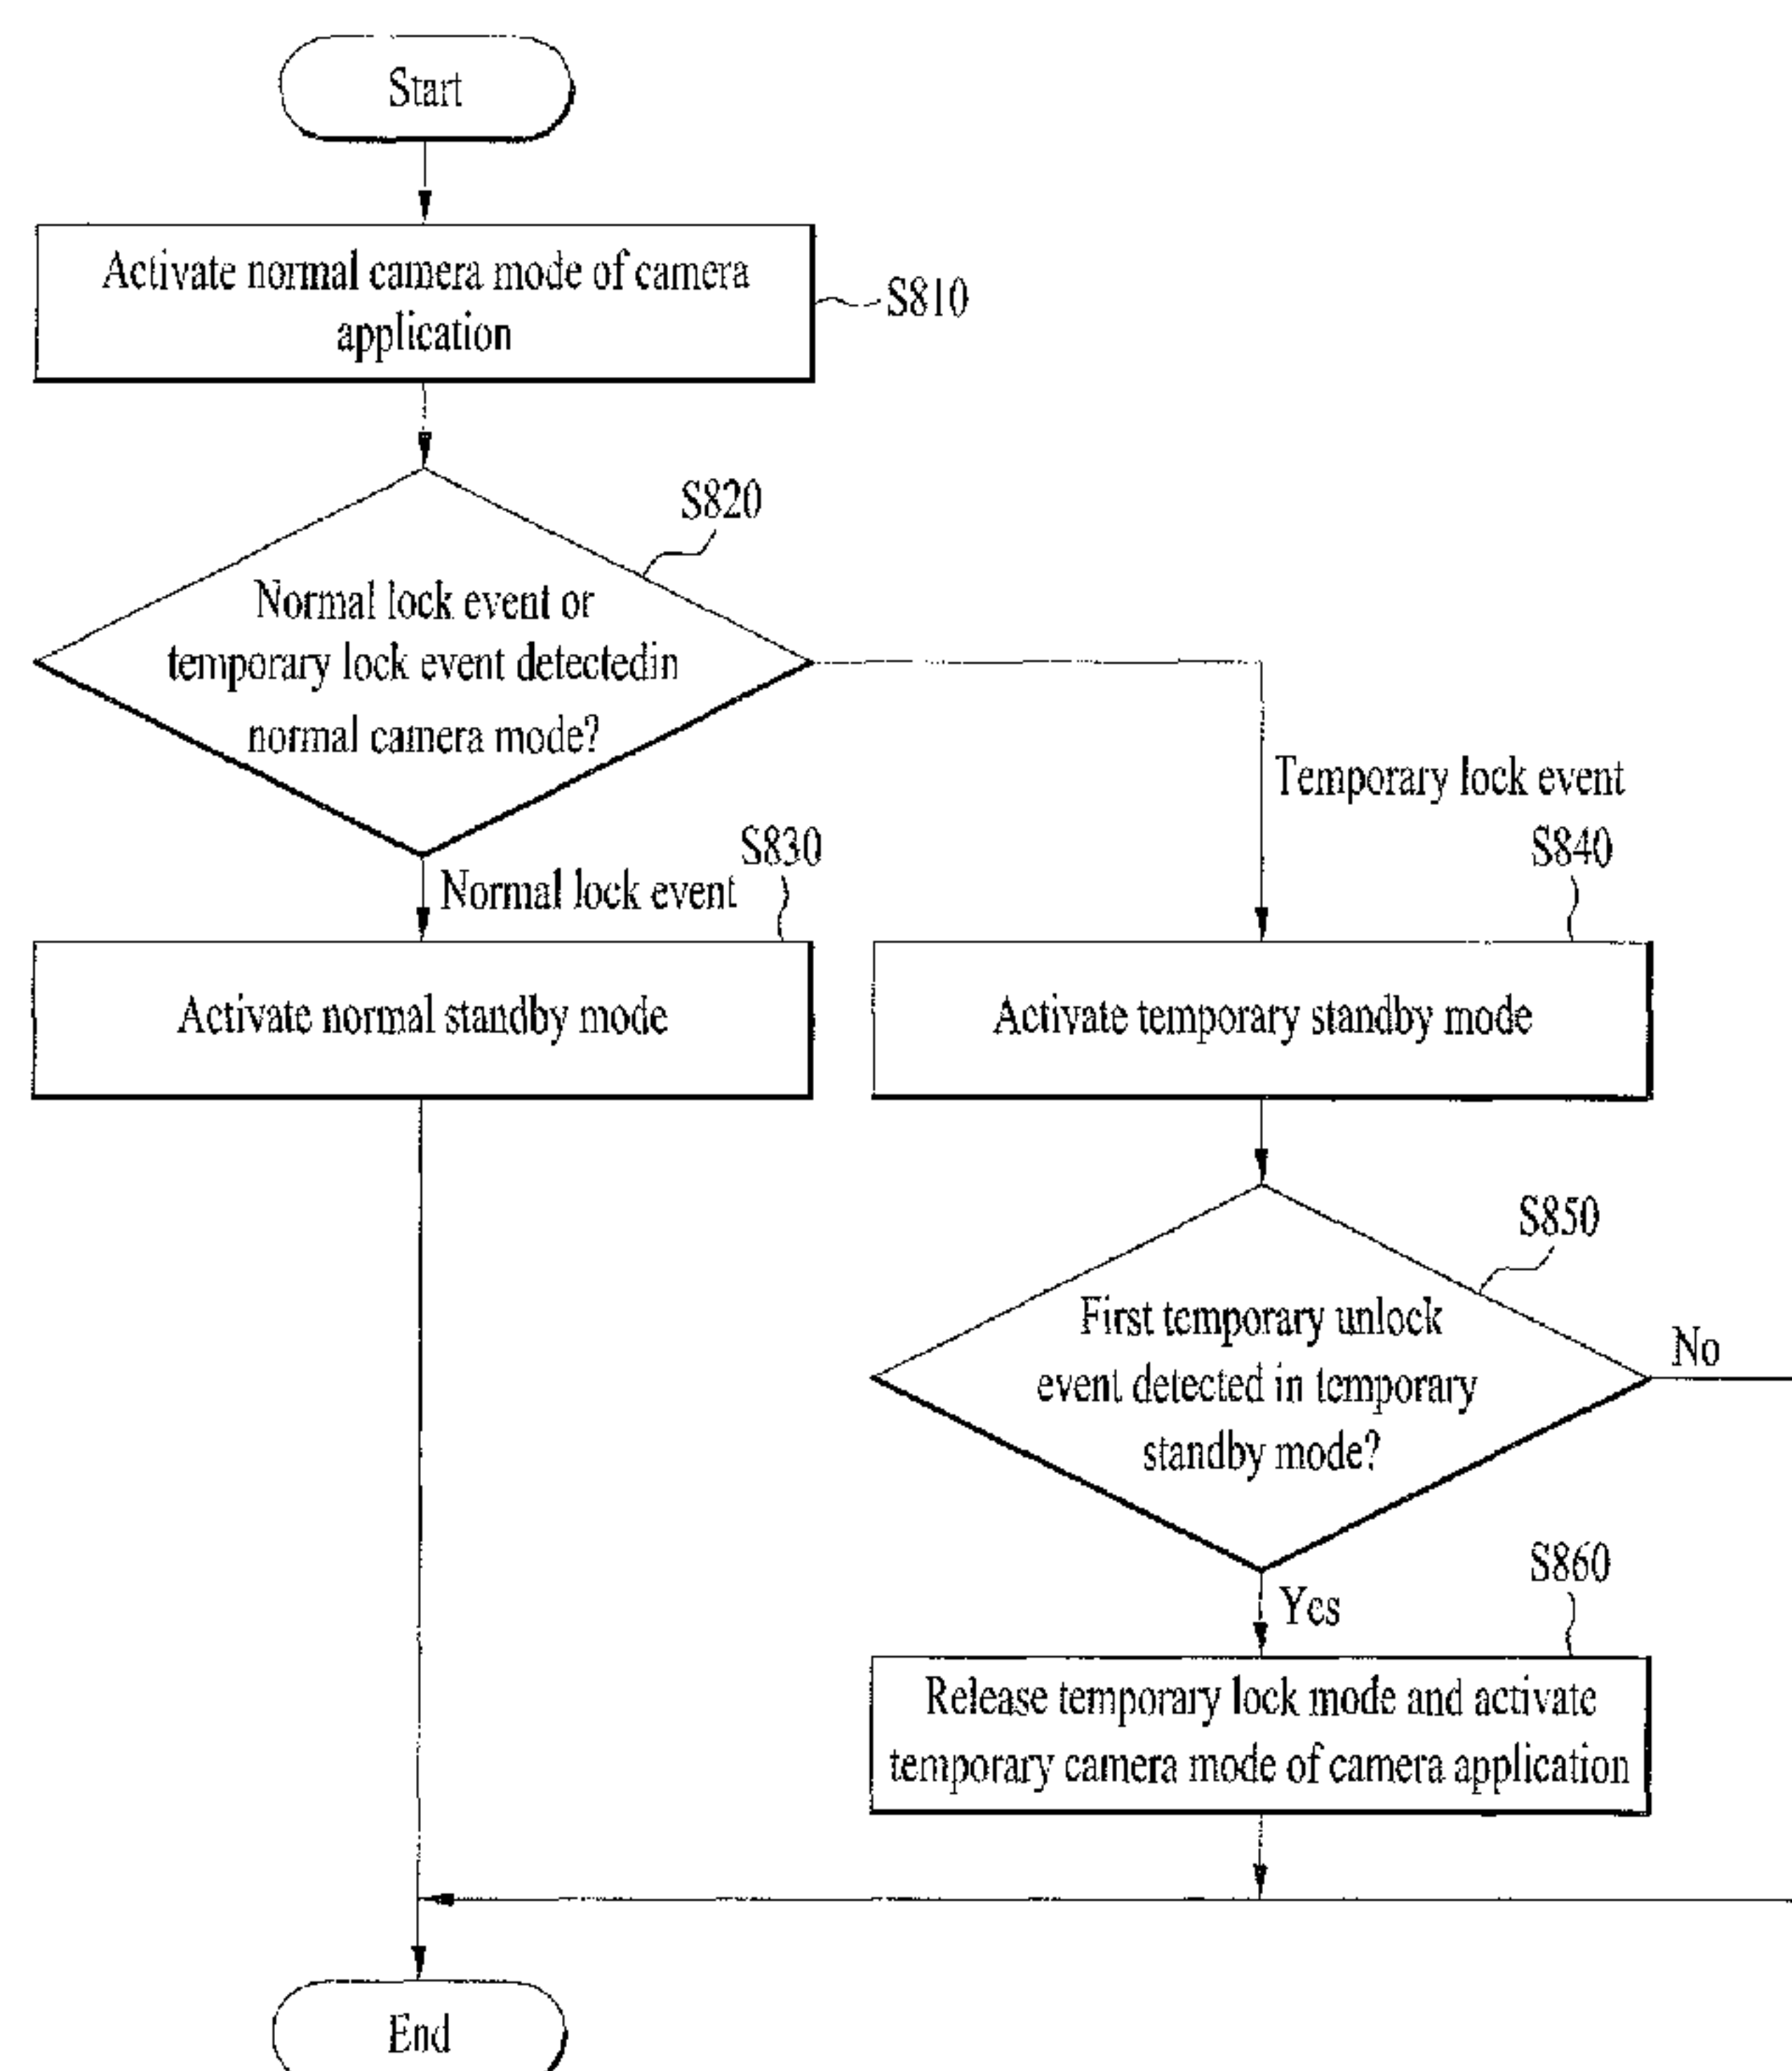 Start
Activate normal camera mode of camera
application
S810
S820
Normal lock event or
temporary lock event detectedin
normal camera mode?
Temporary lock event
S830
S840
Normal lock event
Activate normal standby mode
Activate temporary standby mode
S850
First temporary unlock
event detected in temporary
standby mode?
No
S860
Yes
Release temporary lock mode and activate
temporary camera mode of camera application
End